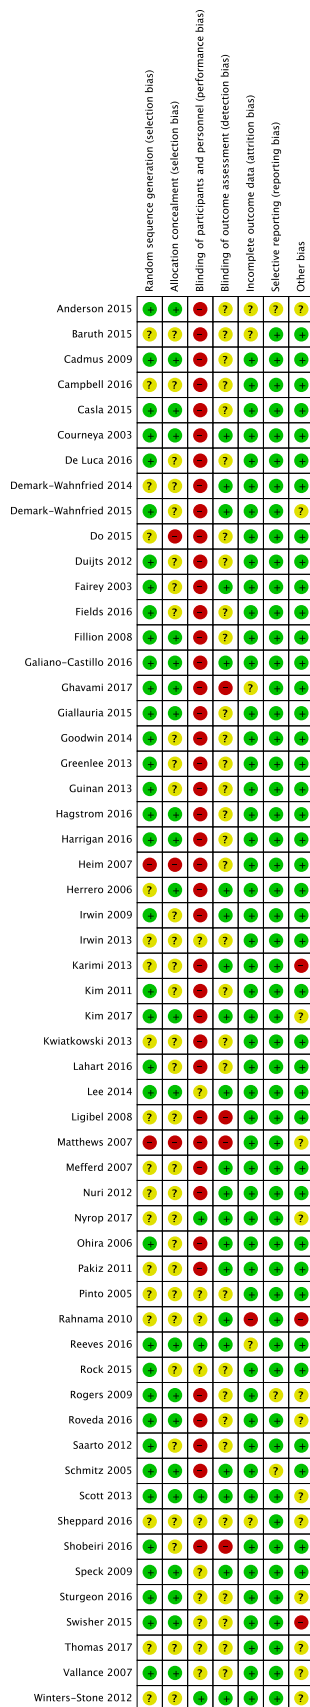 Random sequence generation (selection bias)
Allocation concealment (selection bias)
Blinding of participants and personnel (performance bias)
Blinding of outcome assessment (detection bias)
Incomplete outcome data (attrition bias)
Selective reporting (reporting bias)
Other bias
Anderson 2015 + + - ? ? ? ?
Baruth 2015 ? ? - ? ? + +
Cadmus 2009 + + - ? + + +
Campbell 2016 ? ? - ? + + +
Casla 2015 + + - ? + + +
Courneya 2003 + + - + + + +
De Luca 2016 + ? - ? + + +
Demark-Wahnfried 2014 ? ? - + + + +
Demark-Wahnfried 2015 + ? - + + + ?
Do 2015 ? - - ? + + +
Duijts 2012 + ? - ? + + +
Fairey 2003 + ? - + + + +
Fields 2016 + ? - ? + + +
Fillion 2008 + + - ? + + +
Galiano-Castillo 2016 + + - + + + +
Ghavami 2017 + + - - ? + +
Giallauria 2015 + + - ? + + +
Goodwin 2014 + ? - ? + + +
Greenlee 2013 + ? - ? + + +
Guinan 2013 + ? - ? + + +
Hagstrom 2016 + + - ? + + +
Harrigan 2016 + + - ? + + +
Heim 2007 - - - ? + + +
Herrero 2006 ? + - + + + +
Irwin 2009 + ? - + + + +
Irwin 2013 ? ? ? ? + + +
Karimi 2013 ? ? - + + + -
Kim 2011 + ? - ? + + +
Kim 2017 + + - + + + ?
Kwiatkowski 2013 ? ? - ? + + +
Lahart 2016 + ? - ? + + +
Lee 2014 + + ? + + + +
Ligibel 2008 ? ? - - + + +
Matthews 2007 - - - - + + ?
Mefferd 2007 ? ? - + + + +
Nuri 2012 ? ? - + + + +
Nyrop 2017 ? ? + + + + ?
Ohira 2006 + ? - + + + +
Pakiz 2011 ? ? - + + + +
Pinto 2005 ? ? ? ? + + +
Rahnama 2010 ? ? ? + - + -
Reeves 2016 + + + + ? + +
Rock 2015 + ? ? ? + + +
Rogers 2009 + + - ? + ? ?
Roveda 2016 + + - ? + + ?
Saarto 2012 + ? - ? + + +
Schmitz 2005 + + - + + ? +
Scott 2013 + + + + + + ?
Sheppard 2016 ? ? ? ? ? + ?
Shobeiri 2016 + ? - - + + +
Speck 2009 + + ? + + + +
Sturgeon 2016 + + ? ? + + ?
Swisher 2015 + + ? ? + + -
Thomas 2017 ? ? ? ? + + ?
Vallance 2007 + + ? ? + + +
Winters-Stone 2012 ? ? + + + + ?